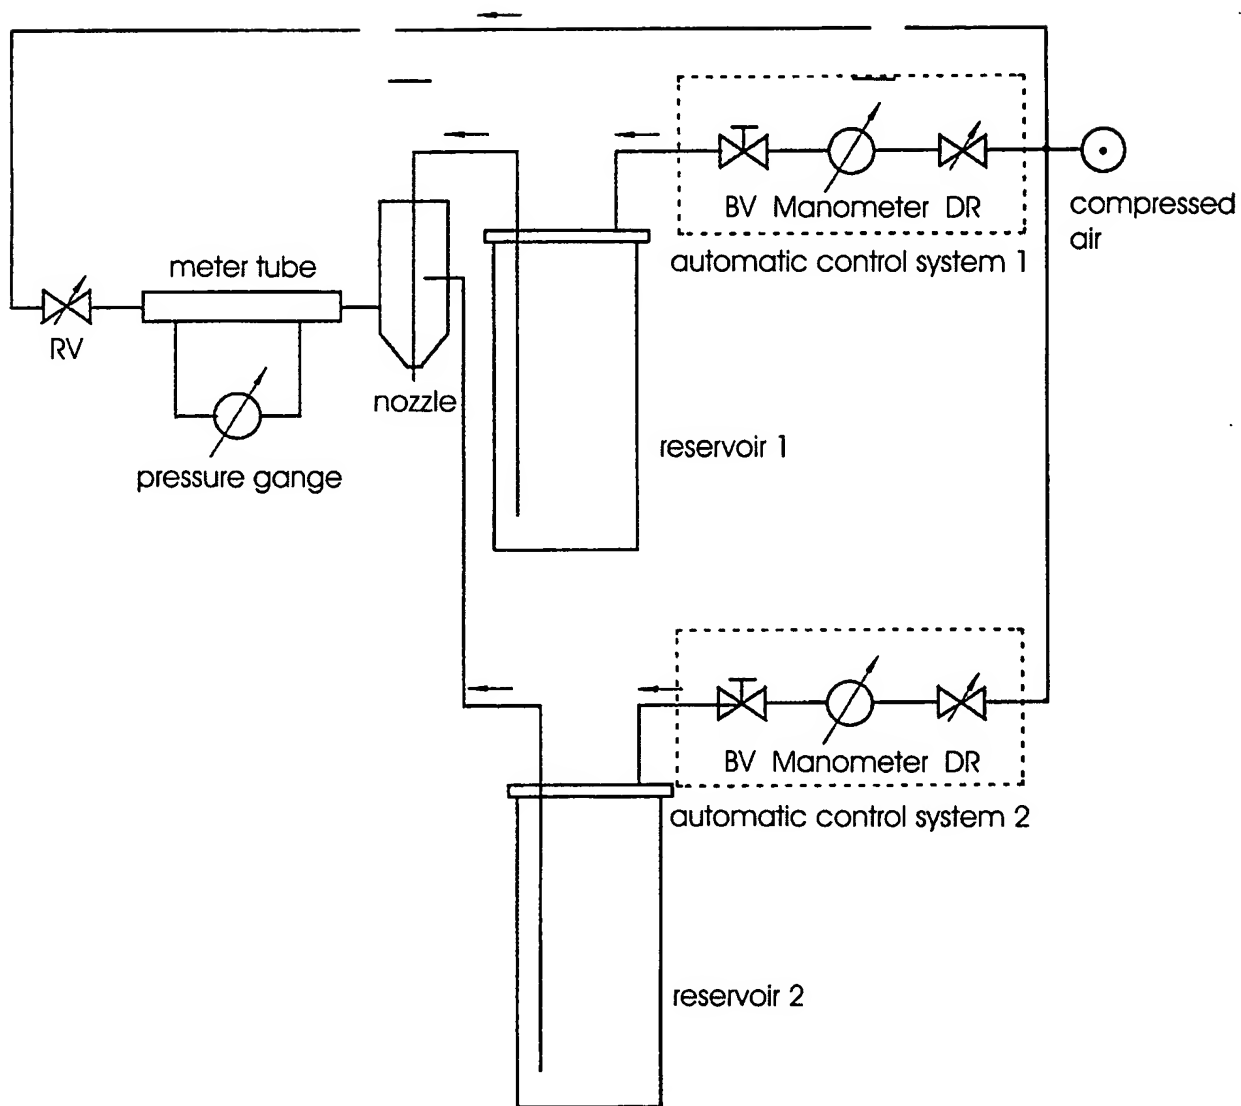 BV Manometer DR
compressed
air
automatic control system 1
meter tube
RV
nozzle
pressure gange
reservoir 1
BV Manometer DR
automatic control system 2
reservoir 2